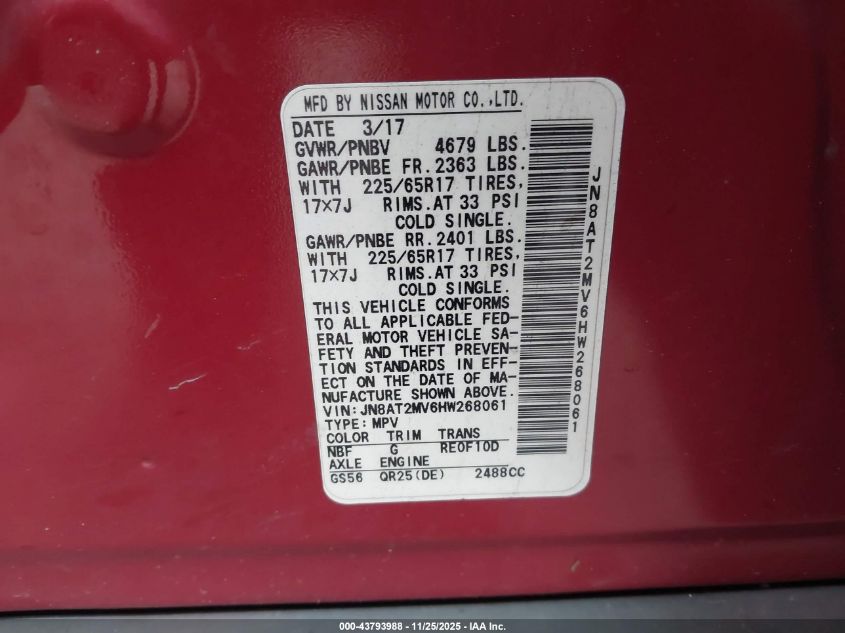 MFD BY NISSAN MOTOR CO.,LTD.
DATE 3/17
GVWR/PNBV 4679 LBS.
GAWR/PNBE FR.2363 LBS.
WITH 225/65R17 TIRES,
17×7J RIMS.AT 33 PSI
COLD SINGLE.
GAWR/PNBE RR.2401 LBS.
WITH 225/65R17 TIRES,
17×7J RIMS.AT 33 PSI
COLD SINGLE.
THIS VEHICLE CONFORMS
TO ALL APPLICABLE FED-
ERAL MOTOR VEHICLE SA-
FETY AND THEFT PREVEN-
TION STANDARDS IN EFF-
ECT ON THE DATE OF MA-
NUFACTURE SHOWN ABOVE.
VIN:JN8AT2MV6HW268061
TYPE:MPV
COLOR TRIM TRANS
NBF G RE0F10D
AXLE ENGINE
GS56 QR25(DE) 2488CC
JN8AT2MV6HW268061
000-43793988 - 11/25/2025 - IAA Inc.